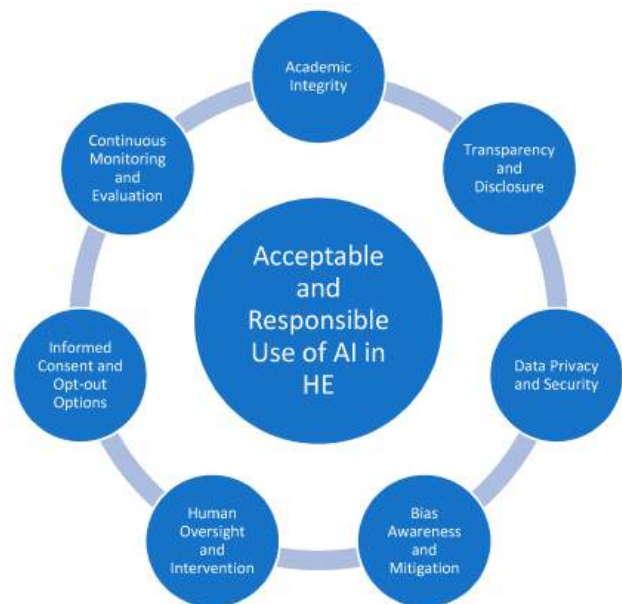 Academic
Integrity
Transparency
and
Disclosure
Data Privacy
and Security
Bias
Awareness
and
Mitigation
Human
Oversight
and
Intervention
Informed
Consent and
Opt-out
Options
Continuous
Monitoring
and
Evaluation
Acceptable
and
Responsible
Use of AI in
HE